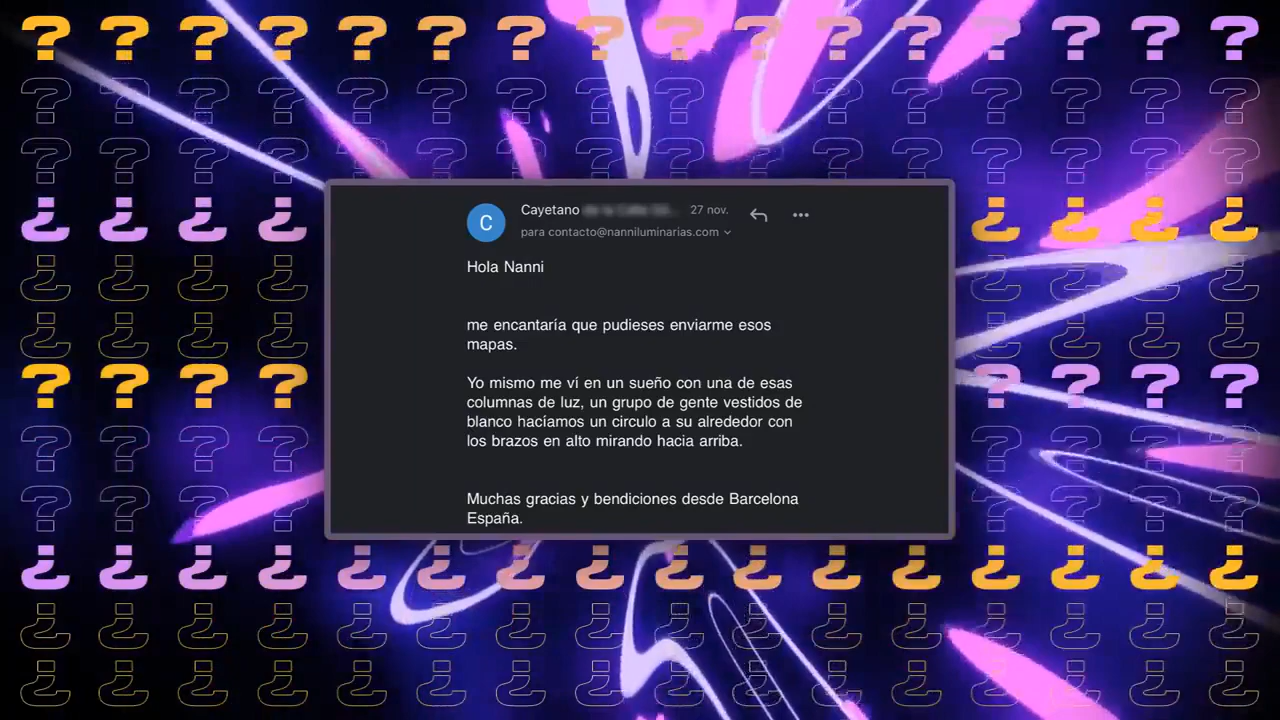 ? ? ? ? ? ? ? ? ? ? ? ? ? ? ? ?
? ? ? ? ? ? ? ? ? ? ? ? ? ? ? ?
? ? ? ? ? ? ? ? ? ? ? ? ? ? ? ?
¿ ¿ ¿ ¿ ¿ ¿ ¿ ¿
¿ ¿ ¿ ¿ ¿ ¿ ¿ ¿
¿ ¿ ¿ ¿ ¿ ¿ ¿ ¿
? ? ? ? ? ? ? ?
? ? ? ? ? ? ? ?
? ? ? ? ? ? ? ?
C
Cayetano 27 nov.
para contacto@nanniluminarias.com
Hola Nanni
me encantaría que pudieses enviarme esos
mapas.
Yo mismo me ví en un sueño con una de esas
columnas de luz, un grupo de gente vestidos de
blanco hacíamos un circulo a su alrededor con
los brazos en alto mirando hacia arriba.
Muchas gracias y bendiciones desde Barcelona
España.
¿ ¿ ¿ ¿ ¿ ¿ ¿ ¿ ¿ ¿ ¿ ¿ ¿ ¿ ¿ ¿
¿ ¿ ¿ ¿ ¿ ¿ ¿ ¿ ¿ ¿ ¿ ¿ ¿ ¿ ¿ ¿
¿ ¿ ¿ ¿ ¿ ¿ ¿ ¿ ¿ ¿ ¿ ¿ ¿ ¿ ¿ ¿